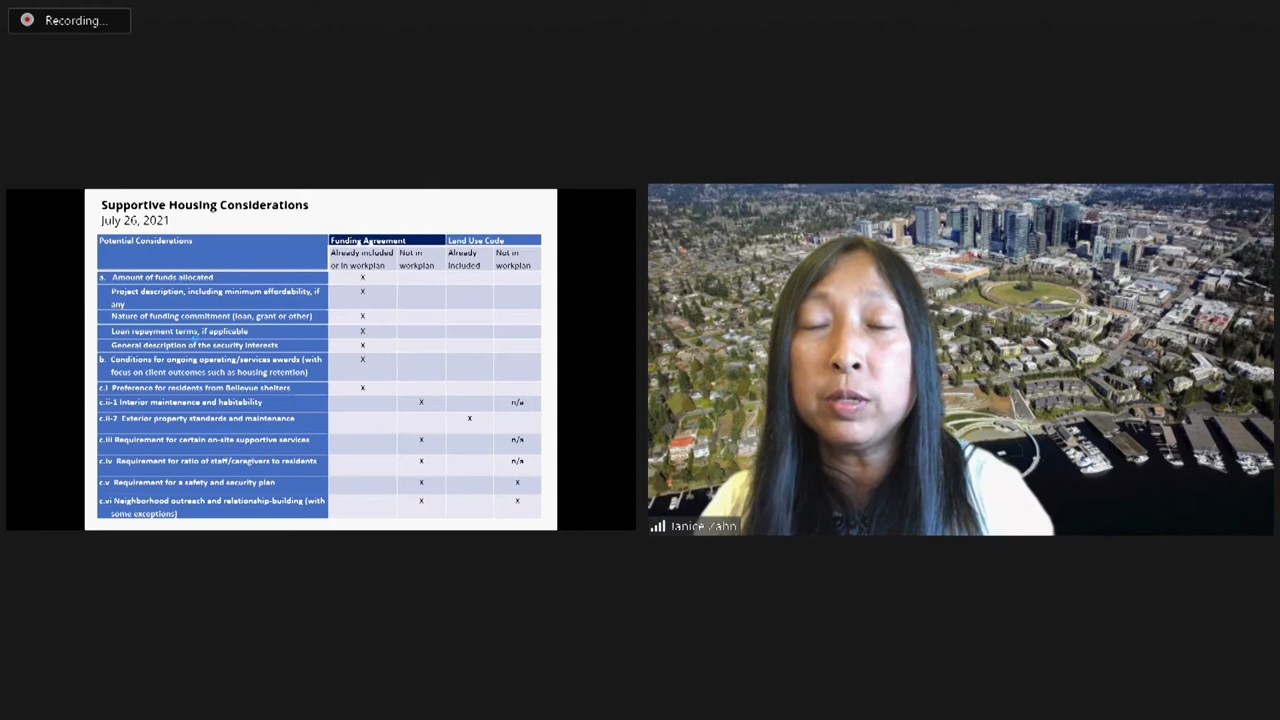 Recording...
Supportive Housing Considerations
July 26, 2021
Potential Considerations
Funding Agreement
Land Use Code
Already included or in workplan
Not in workplan
Already included
Not in workplan
a. Amount of funds allocated X
Project description, including minimum affordability, if any X
Nature of funding commitment (loan, grant or other) X
Loan repayment terms, if applicable X
General description of the security interests X
b. Conditions for ongoing operating/services awards (with focus on client outcomes such as housing retention) X
c.i Preference for residents from Bellevue shelters X
c.ii-1 Interior maintenance and habitability X n/a
c.ii-2 Exterior property standards and maintenance X
c.iii Requirement for certain on-site supportive services X n/a
c.iv Requirement for ratio of staff/caregivers to residents X n/a
c.v Requirement for a safety and security plan X X
c.vi Neighborhood outreach and relationship-building (with some exceptions) X X
Janice Zahn